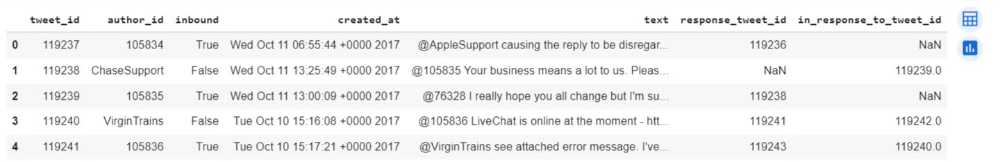 tweet_id author_id inbound created_at text response_tweet_id in_response_to_tweet_id
0 119237 105834 True Wed Oct 11 06:55:44 +0000 2017 @AppleSupport causing the reply to be disregar... 119236 NaN
1 119238 ChaseSupport False Wed Oct 11 13:25:49 +0000 2017 @105835 Your business means a lot to us. Pleas... NaN 119239.0
2 119239 105835 True Wed Oct 11 13:00:09 +0000 2017 @76328 I really hope you all change but I'm su... 119238 NaN
3 119240 VirginTrains False Tue Oct 10 15:16:08 +0000 2017 @105836 LiveChat is online at the moment - htt... 119241 119242.0
4 119241 105836 True Tue Oct 10 15:17:21 +0000 2017 @VirginTrains see attached error message. I've... 119243 119240.0